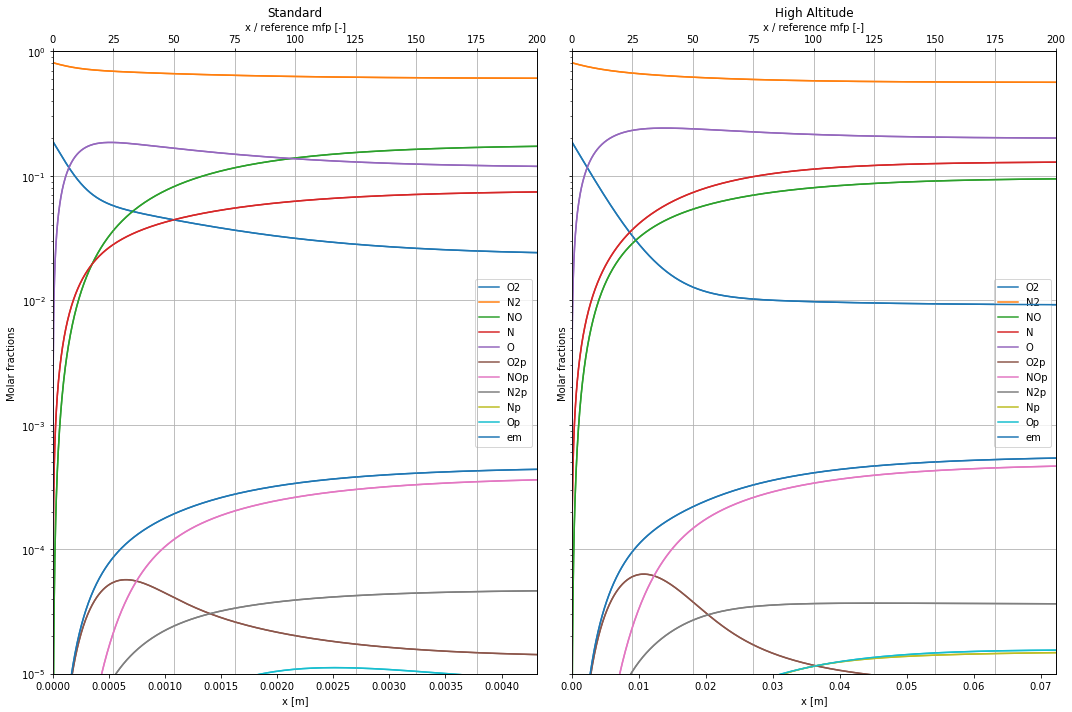 Standard
x / reference mfp [-]
0 25 50 75 100 125 150 175 200
10⁰
10⁻¹
10⁻²
10⁻³
10⁻⁴
10⁻⁵
Molar fractions
O2
N2
NO
N
O
O2p
NOp
N2p
Np
Op
em
0.0000 0.0005 0.0010 0.0015 0.0020 0.0025 0.0030 0.0035 0.0040
x [m]
High Altitude
x / reference mfp [-]
0 25 50 75 100 125 150 175 200
Molar fractions
O2
N2
NO
N
O
O2p
NOp
N2p
Np
Op
em
0.00 0.01 0.02 0.03 0.04 0.05 0.06 0.07
x [m]